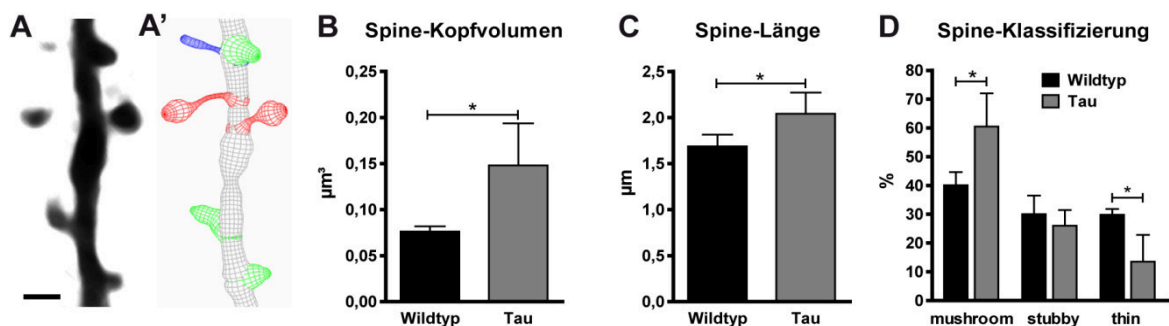 A
A'
B
Spine-Kopfvolumen
µm³
0,25
0,20
0,15
0,10
0,05
0,00
*
Wildtyp
Tau
C
Spine-Länge
µm
2,5
2,0
1,5
1,0
0,5
0,0
*
Wildtyp
Tau
D
Spine-Klassifizierung
%
80
70
60
50
40
30
20
10
0
*
*
Wildtyp
Tau
mushroom
stubby
thin